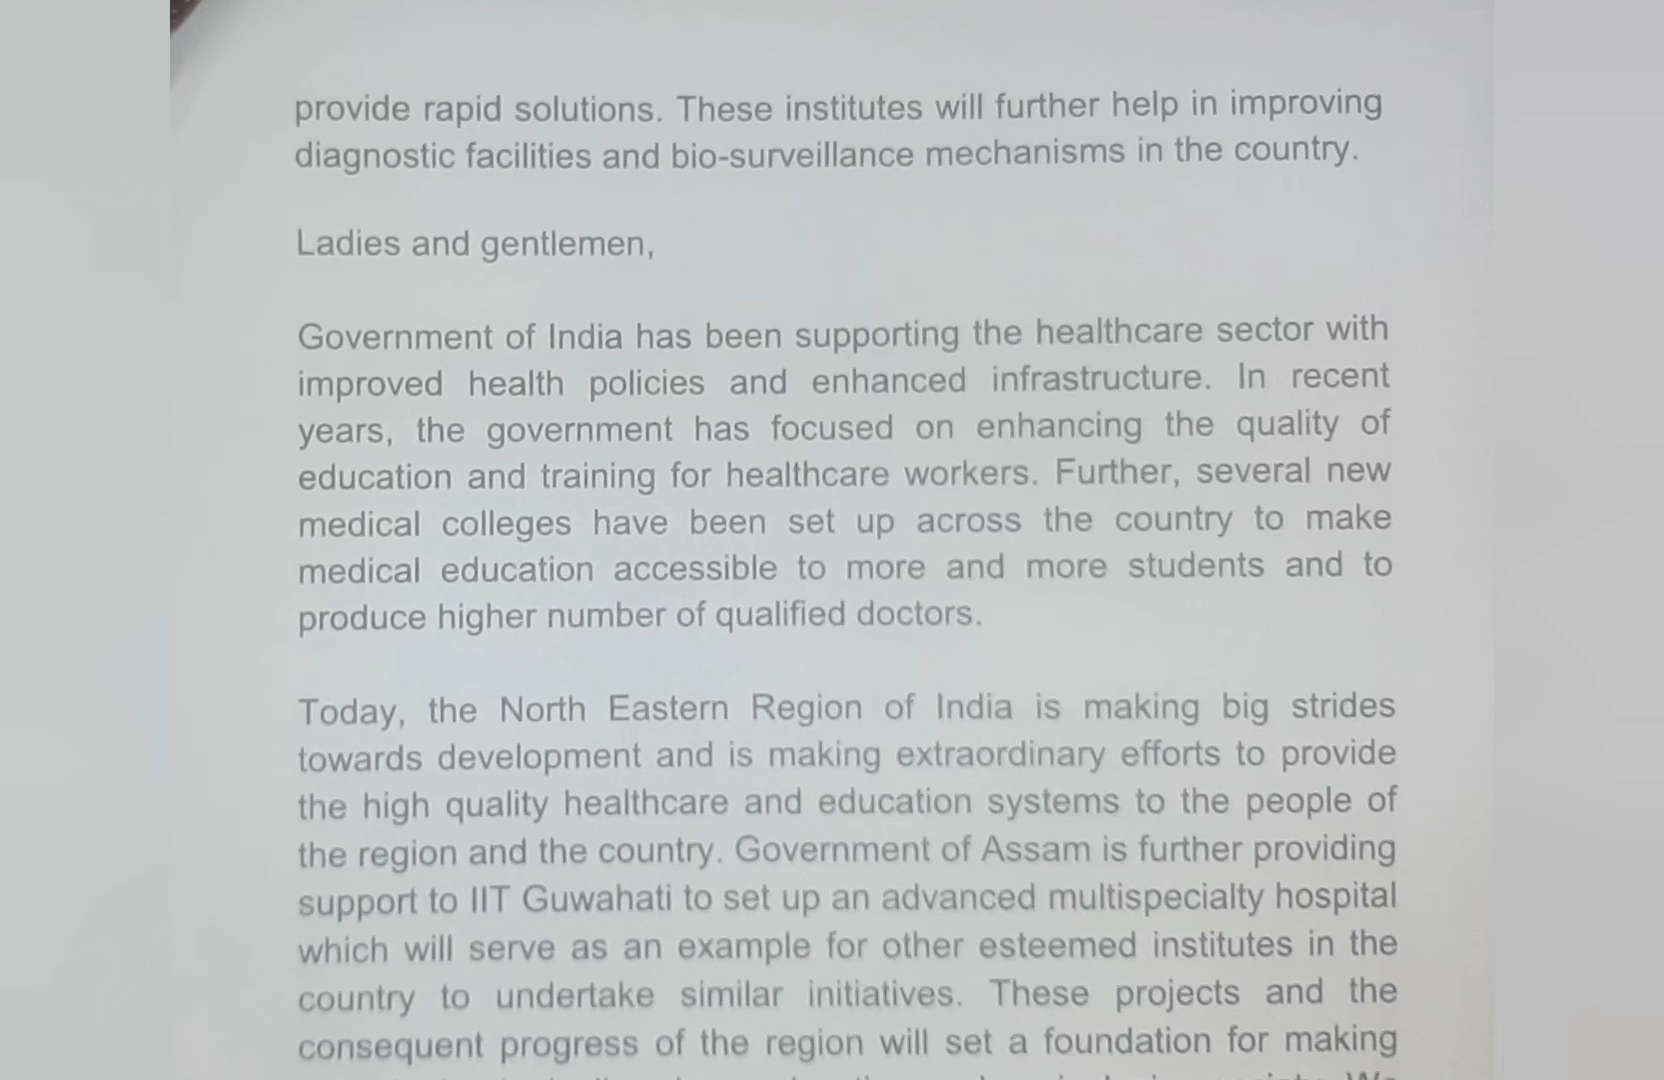 provide rapid solutions. These institutes will further help in improving
diagnostic facilities and bio-surveillance mechanisms in the country.
Ladies and gentlemen,
Government of India has been supporting the healthcare sector with
improved health policies and enhanced infrastructure. In recent
years, the government has focused on enhancing the quality of
education and training for healthcare workers. Further, several new
medical colleges have been set up across the country to make
medical education accessible to more and more students and to
produce higher number of qualified doctors.
Today, the North Eastern Region of India is making big strides
towards development and is making extraordinary efforts to provide
the high quality healthcare and education systems to the people of
the region and the country. Government of Assam is further providing
support to IIT Guwahati to set up an advanced multispecialty hospital
which will serve as an example for other esteemed institutes in the
country to undertake similar initiatives. These projects and the
consequent progress of the region will set a foundation for making